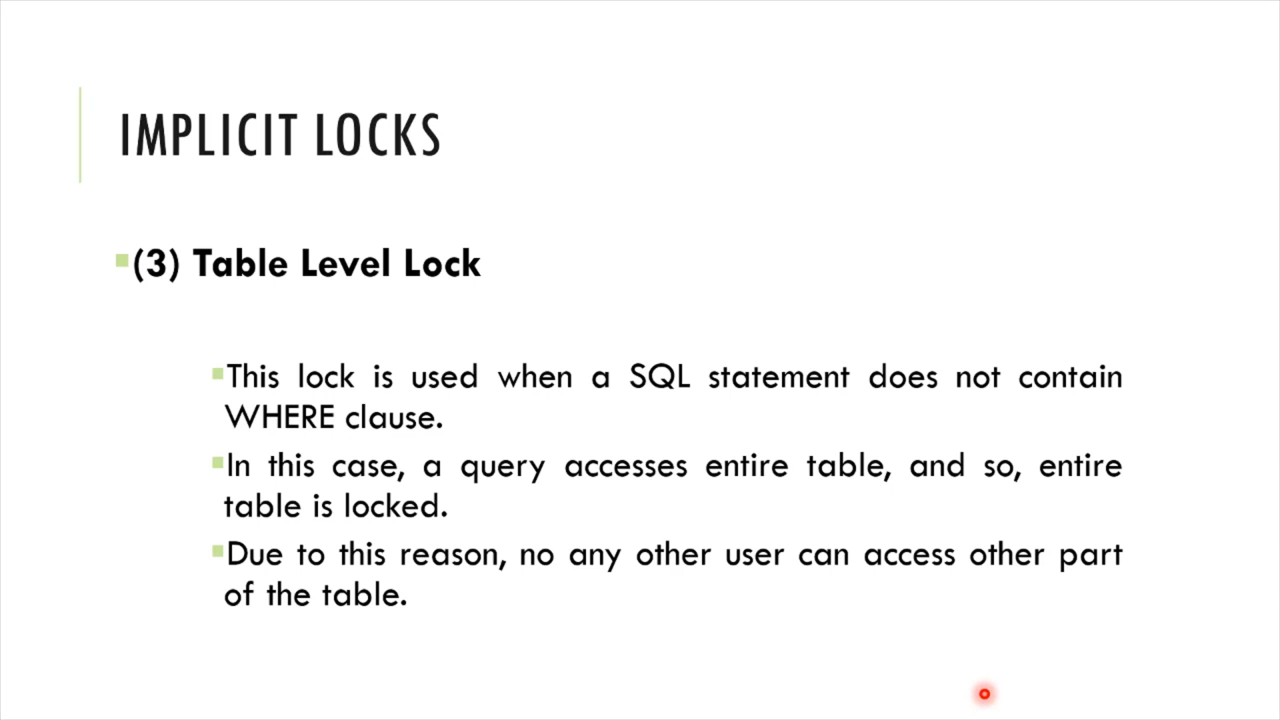 IMPLICIT LOCKS
(3) Table Level Lock
This lock is used when a SQL statement does not contain
WHERE clause.
In this case, a query accesses entire table, and so, entire
table is locked.
Due to this reason, no any other user can access other part
of the table.